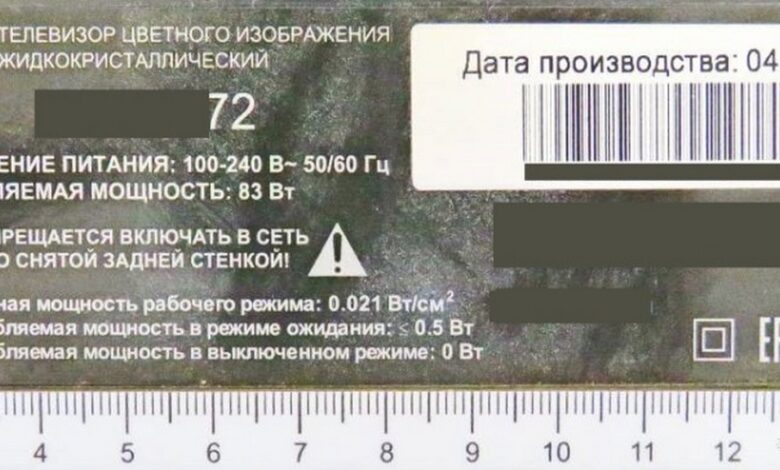 ТЕЛЕВИЗОР ЦВЕТНОГО ИЗОБРАЖЕНИЯ
ЖИДКОКРИСТАЛЛИЧЕСКИЙ
72
ЕНИЕ ПИТАНИЯ: 100-240 В~ 50/60 Гц
ЛЯЕМАЯ МОЩНОСТЬ: 83 Вт
ПРЕЩАЕТСЯ ВКЛЮЧАТЬ В СЕТЬ
О СНЯТОЙ ЗАДНЕЙ СТЕНКОЙ!
ная мощность рабочего режима: 0.021 Вт/см²
бляемая мощность в режиме ожидания: ≤ 0.5 Вт
бляемая мощность в выключенном режиме: 0 Вт
Дата производства: 04
4 5 6 7 8 9 10 11 12